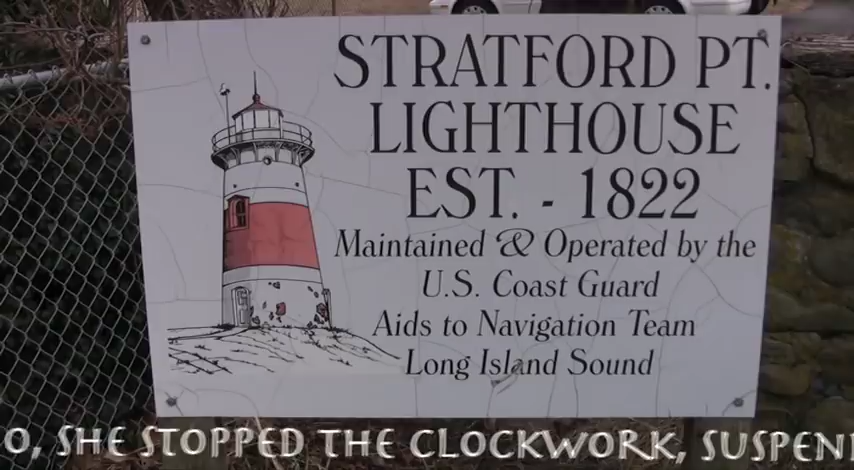 STRATFORD PT.
LIGHTHOUSE
EST. - 1822
Maintained & Operated by the
U.S. Coast Guard
Aids to Navigation Team
Long Island Sound
O, SHE STOPPED THE CLOCKWORK, SUSPEN